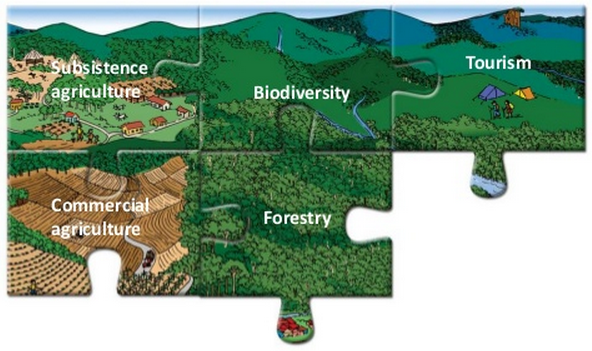 Subsistence
agriculture
Biodiversity
Tourism
Commercial
agriculture
Forestry